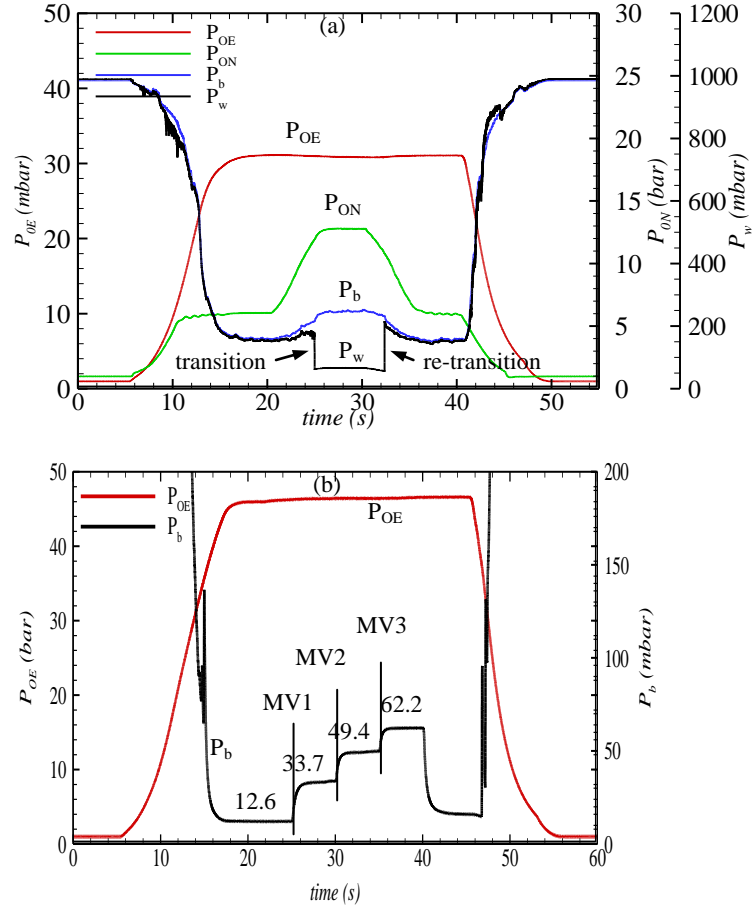 (a)
P_OE
P_ON
P_b
P_w
P_OE
P_ON
P_b
P_w
transition
re-transition
50
40
30
20
10
0
P_OE (mbar)
30
25
20
15
10
5
0
P_ON (bar)
1200
1000
800
600
400
200
0
P_w (mbar)
0 10 20 30 40 50
time (s)
(b)
P_OE
P_b
P_OE
P_b
MV1
MV2
MV3
12.6
33.7
49.4
62.2
50
40
30
20
10
0
P_OE (bar)
200
150
100
50
0
P_b (mbar)
0 10 20 30 40 50 60
time (s)